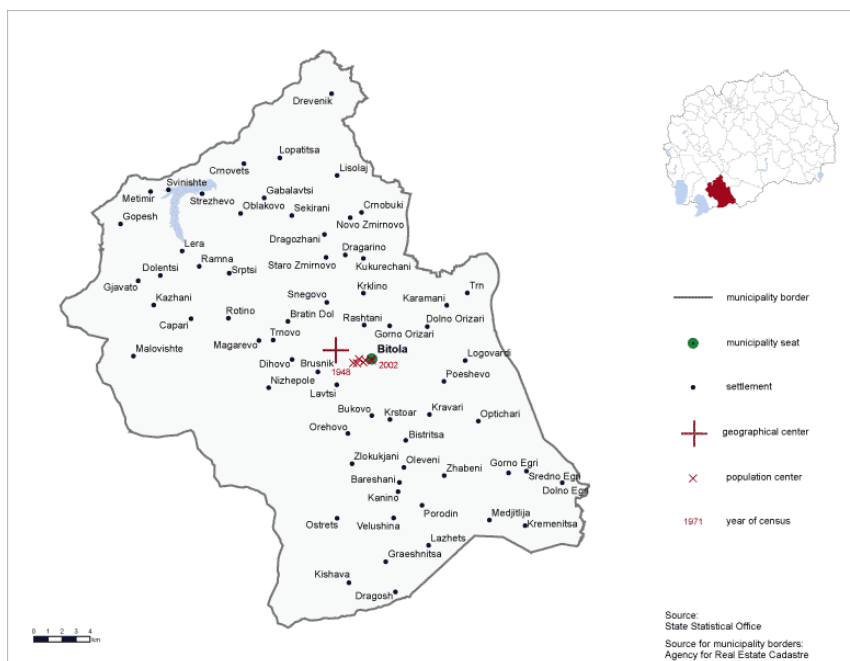 Drevenik
Lopatitsa
Crnovets
Lisolaj
Svinishte
Metimir
Strezhevo
Gabalavtsi
Oblakovo
Sekirani
Crnobuki
Gopesh
Novo Zmirnovo
Dragozhani
Lera
Dragarino
Ramna
Staro Zmirnovo
Kukurechani
Dolentsi
Srptsi
Gjavato
Krklino
Trn
Kazhani
Snegovo
Karamani
Rotino
Bratin Dol
Rashtani
Dolno Orizari
Capari
Trnovo
Gorno Orizari
Magarevo
Bitola
Malovishte
Logovardi
Dihovo
Brusnik
1948
2002
Poeshevo
Nizhepole
Lavtsi
Bukovo
Krstoar
Kravari
Optichari
Orehovo
Bistritsa
Zlokukjani
Oleveni
Zhabeni
Gorno Egri
Sredno Egri
Bareshani
Dolno Egri
Kanino
Porodin
Medjitlija
Ostrets
Velushina
Kremenitsa
Lazhets
Graeshnitsa
Kishava
Dragosh
0 1 2 3 4
km
municipality border
municipality seat
settlement
geographical center
population center
1971
year of census
Source:
State Statistical Office
Source for municipality borders:
Agency for Real Estate Cadastre